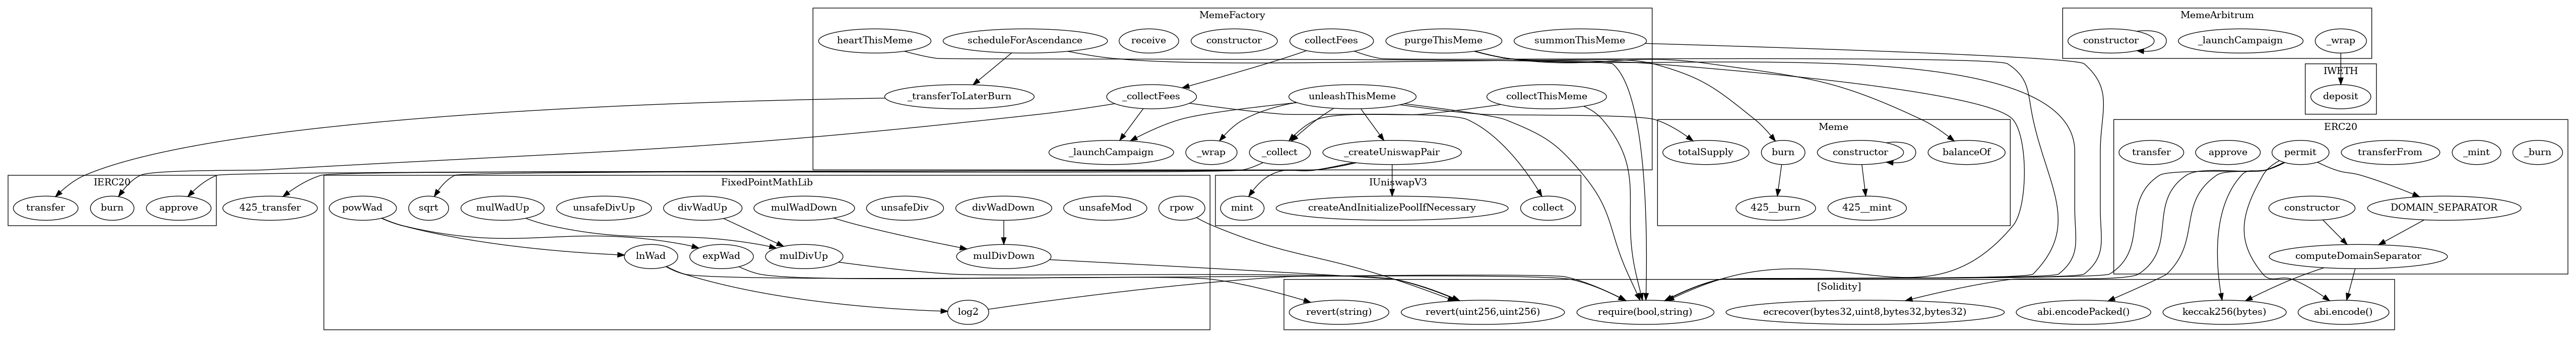 MemeFactory
heartThisMeme
scheduleForAscendance
receive
constructor
collectFees
purgeThisMeme
summonThisMeme
_transferToLaterBurn
_collectFees
unleashThisMeme
collectThisMeme
_launchCampaign
_wrap
_collect
_createUniswapPair
MemeArbitrum
constructor
_launchCampaign
_wrap
IWETH
deposit
Meme
totalSupply
burn
constructor
balanceOf
425__burn
425__mint
ERC20
transfer
approve
permit
transferFrom
_mint
_burn
constructor
DOMAIN_SEPARATOR
computeDomainSeparator
IERC20
transfer
burn
approve
425_transfer
FixedPointMathLib
powWad
sqrt
mulWadUp
unsafeDivUp
divWadUp
mulWadDown
unsafeDiv
divWadDown
unsafeMod
rpow
lnWad
expWad
mulDivUp
mulDivDown
log2
IUniswapV3
mint
createAndInitializePoolIfNecessary
collect
[Solidity]
revert(string)
revert(uint256,uint256)
require(bool,string)
ecrecover(bytes32,uint8,bytes32,bytes32)
abi.encodePacked()
keccak256(bytes)
abi.encode()